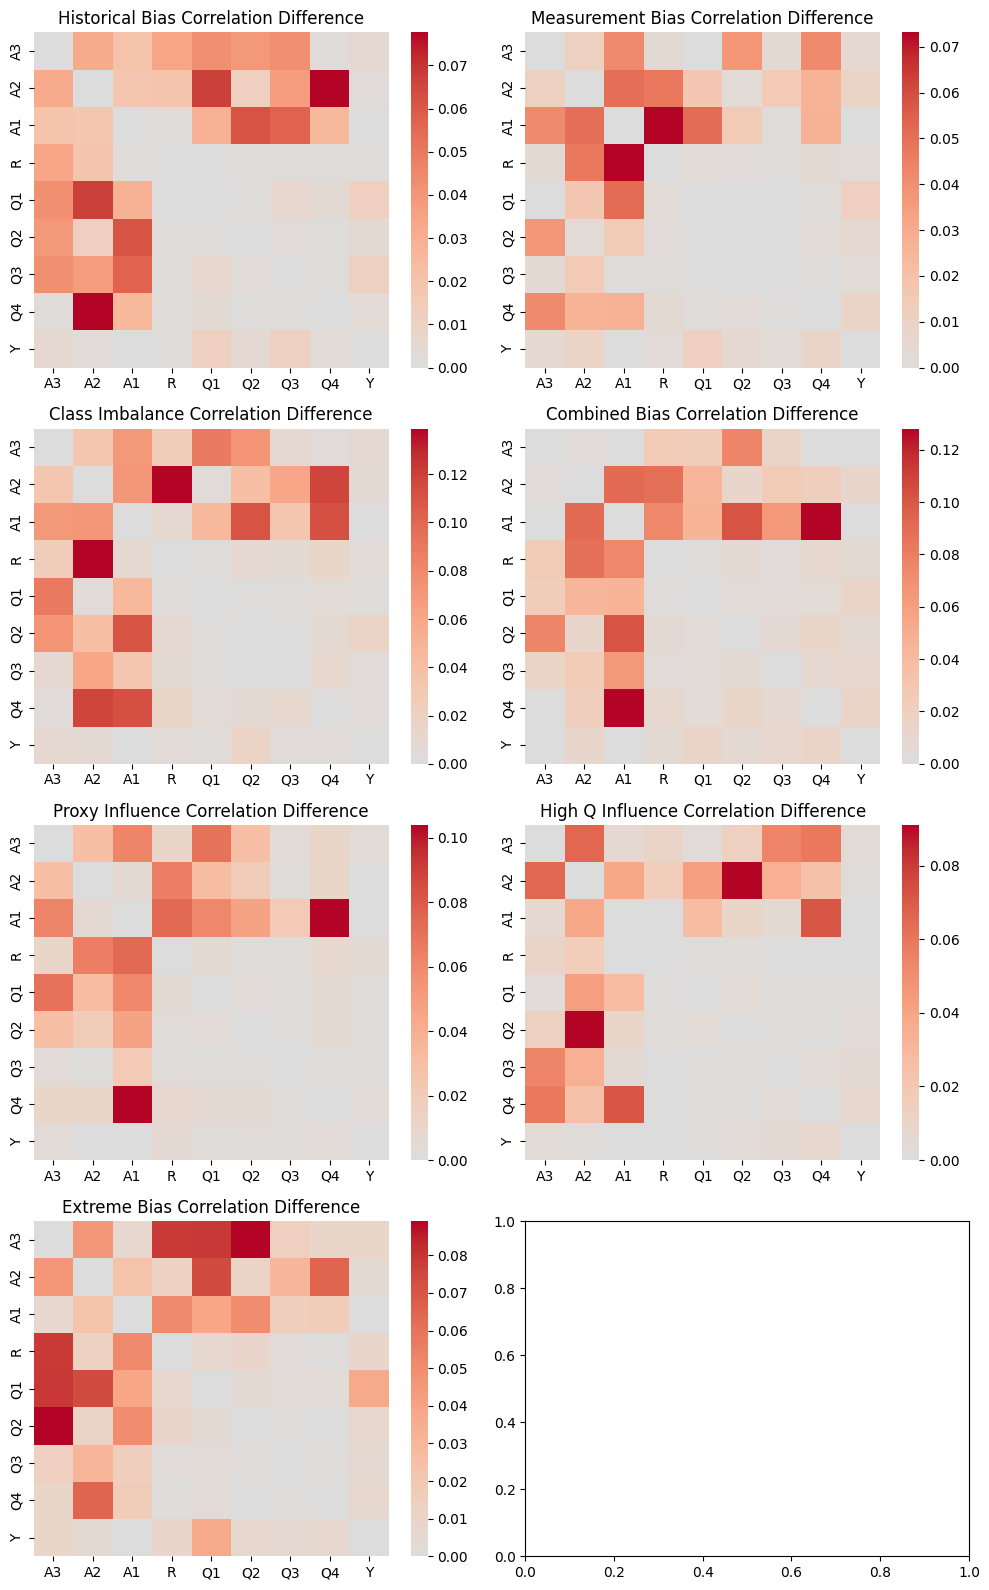 Historical Bias Correlation Difference
A3
A2
A1
R
Q1
Q2
Q3
Q4
Y
A3 A2 A1 R Q1 Q2 Q3 Q4 Y
0.07
0.06
0.05
0.04
0.03
0.02
0.01
0.00
Measurement Bias Correlation Difference
A3
A2
A1
R
Q1
Q2
Q3
Q4
Y
A3 A2 A1 R Q1 Q2 Q3 Q4 Y
0.07
0.06
0.05
0.04
0.03
0.02
0.01
0.00
Class Imbalance Correlation Difference
A3
A2
A1
R
Q1
Q2
Q3
Q4
Y
A3 A2 A1 R Q1 Q2 Q3 Q4 Y
0.12
0.10
0.08
0.06
0.04
0.02
0.00
Combined Bias Correlation Difference
A3
A2
A1
R
Q1
Q2
Q3
Q4
Y
A3 A2 A1 R Q1 Q2 Q3 Q4 Y
0.12
0.10
0.08
0.06
0.04
0.02
0.00
Proxy Influence Correlation Difference
A3
A2
A1
R
Q1
Q2
Q3
Q4
Y
A3 A2 A1 R Q1 Q2 Q3 Q4 Y
0.10
0.08
0.06
0.04
0.02
0.00
High Q Influence Correlation Difference
A3
A2
A1
R
Q1
Q2
Q3
Q4
Y
A3 A2 A1 R Q1 Q2 Q3 Q4 Y
0.08
0.06
0.04
0.02
0.00
Extreme Bias Correlation Difference
A3
A2
A1
R
Q1
Q2
Q3
Q4
Y
A3 A2 A1 R Q1 Q2 Q3 Q4 Y
0.08
0.07
0.06
0.05
0.04
0.03
0.02
0.01
0.00
1.0
0.8
0.6
0.4
0.2
0.0
0.0 0.2 0.4 0.6 0.8 1.0